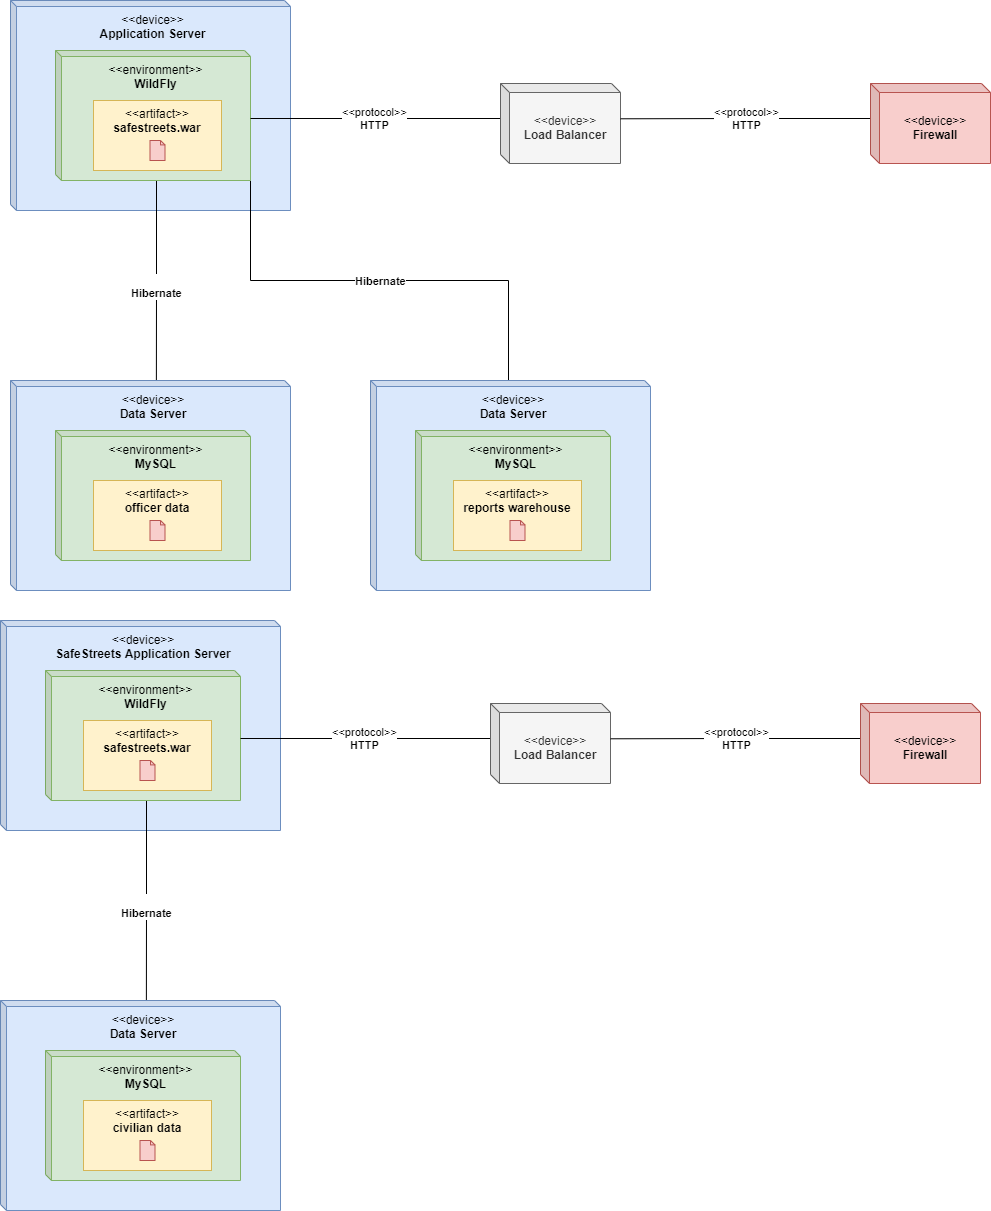 <<device>>
Application Server
<<environment>>
WildFly
<<artifact>>
safestreets.war
<<protocol>>
HTTP
<<device>>
Load Balancer
<<protocol>>
HTTP
<<device>>
Firewall
Hibernate
Hibernate
<<device>>
Data Server
<<environment>>
MySQL
<<artifact>>
officer data
<<device>>
Data Server
<<environment>>
MySQL
<<artifact>>
reports warehouse
<<device>>
SafeStreets Application Server
<<environment>>
WildFly
<<artifact>>
safestreets.war
<<protocol>>
HTTP
<<device>>
Load Balancer
<<protocol>>
HTTP
<<device>>
Firewall
Hibernate
<<device>>
Data Server
<<environment>>
MySQL
<<artifact>>
civilian data